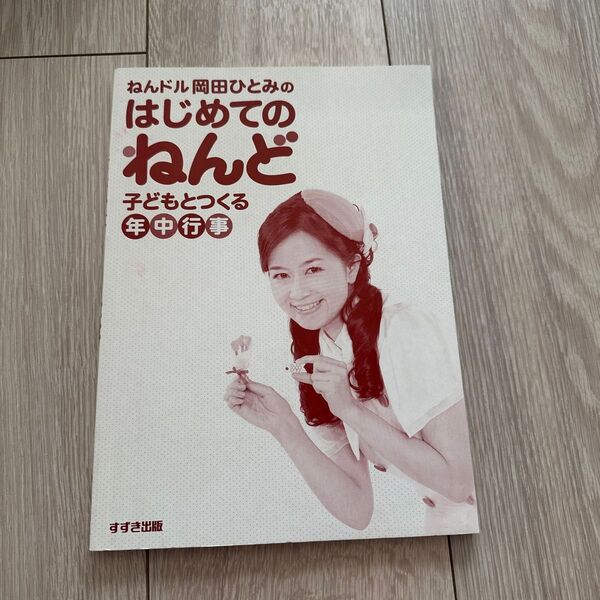 ねんドル 岡田ひとみの
はじめての
ねんど
子どもとつくる
年中行事
すずき出版